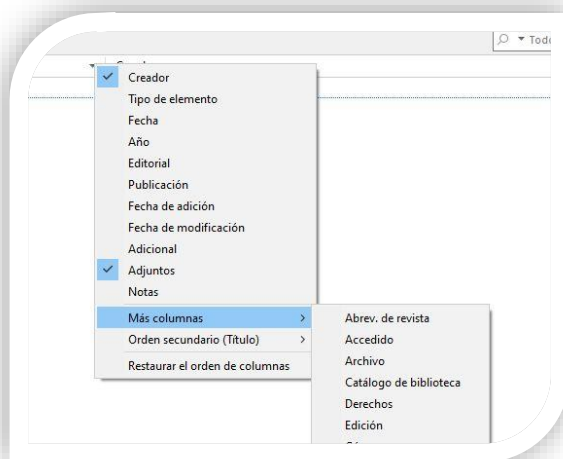 Creador
Tipo de elemento
Fecha
Año
Editorial
Publicación
Fecha de adición
Fecha de modificación
Adicional
Adjuntos
Notas
Más columnas
Orden secundario (Título)
Restaurar el orden de columnas
Abrev. de revista
Accedido
Archivo
Catálogo de biblioteca
Derechos
Edición